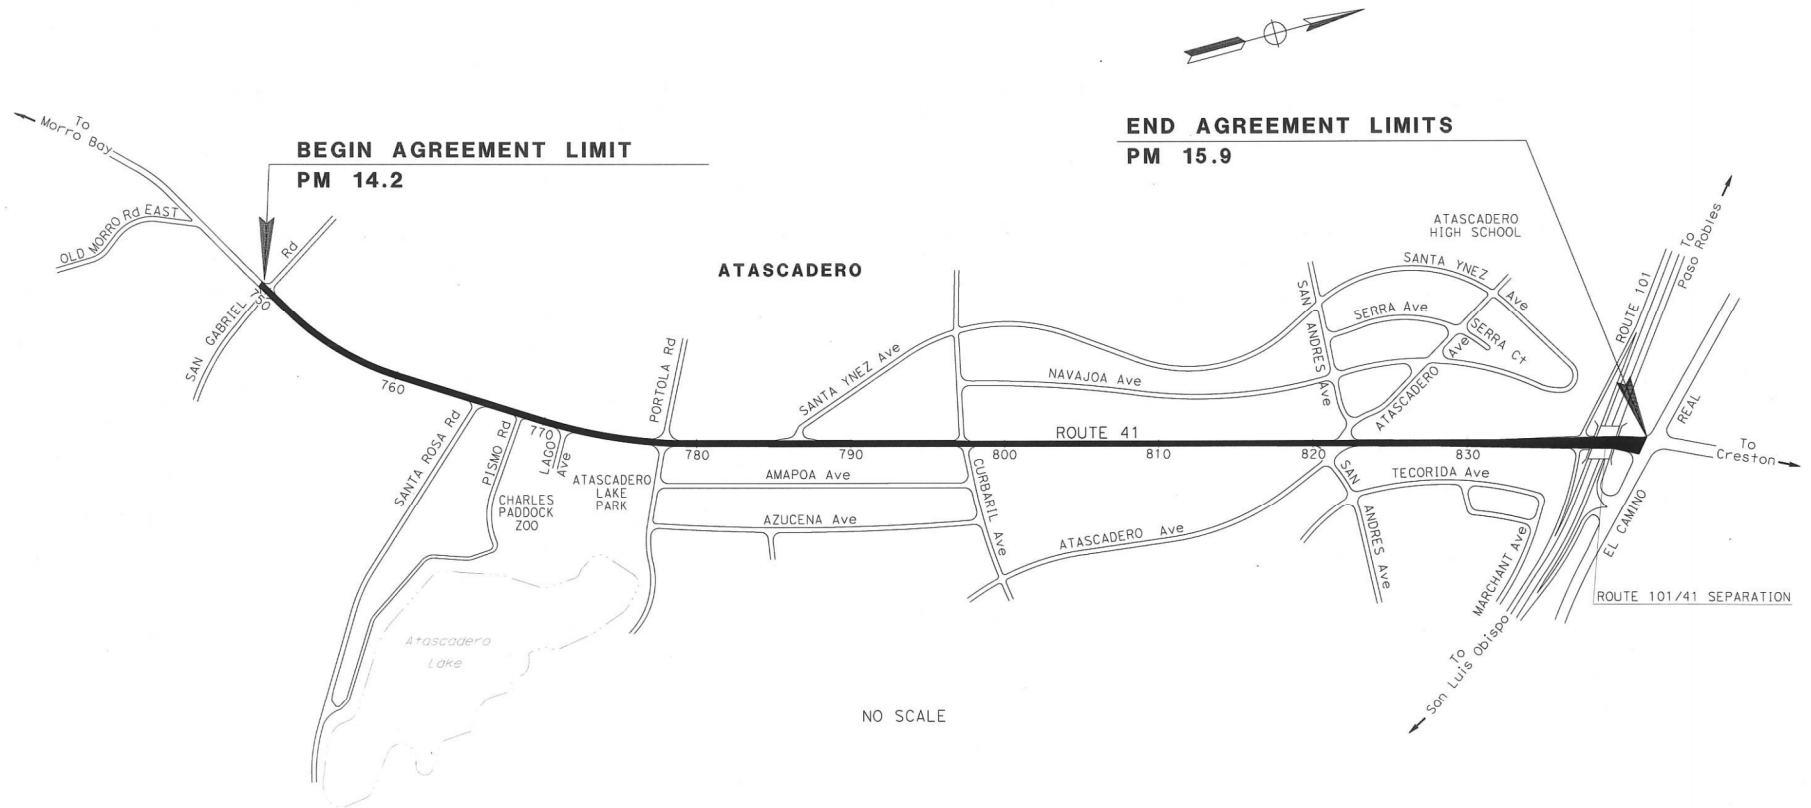 To
Morro Bay
BEGIN AGREEMENT LIMIT
PM 14.2
END AGREEMENT LIMITS
PM 15.9
OLD MORRO Rd EAST
SAN GABRIEL Rd
750
760
770
780
790
800
810
820
830
ATASCADERO
ATASCADERO
HIGH SCHOOL
To
Paso Robles
ROUTE 101
SANTA YNEZ Ave
SERRA Ave
SERRA Ct
SAN ANDRES Ave
ATASCADERO Ave
NAVAJOA Ave
SANTA YNEZ Ave
PORTOLA Rd
ROUTE 41
EL CAMINO REAL
To
Creston
SANTA ROSA Rd
PISMO Rd
LAGO
Ave
CHARLES
PADDOCK
ZOO
ATASCADERO
LAKE
PARK
AMAPOA Ave
AZUCENA Ave
CURBARIL Ave
ATASCADERO Ave
SAN ANDRES Ave
TECORIDA Ave
MARCHANT Ave
ROUTE 101/41 SEPARATION
To
San Luis Obispo
Atascadero
Lake
NO SCALE